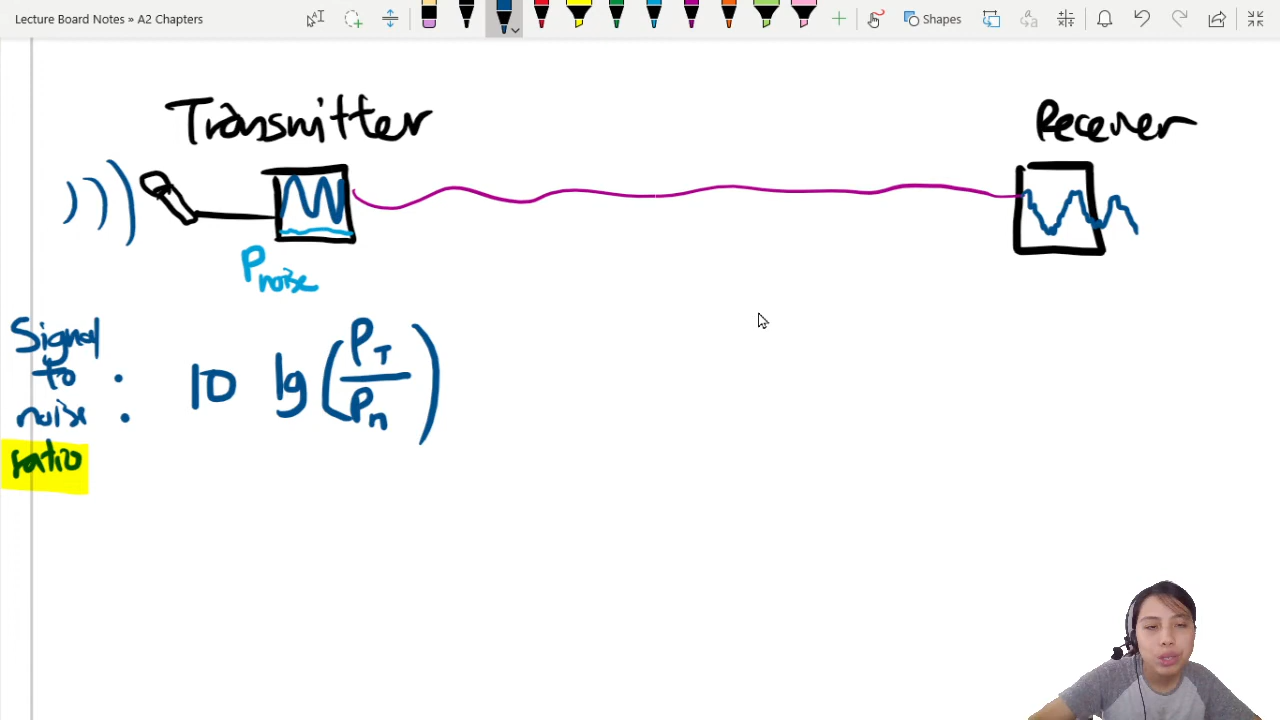 Lecture Board Notes » A2 Chapters
Shapes
Transmitter
Receiver
Pnoise
Signal
to
noise
ratio
: 10 lg(PT/Pn)